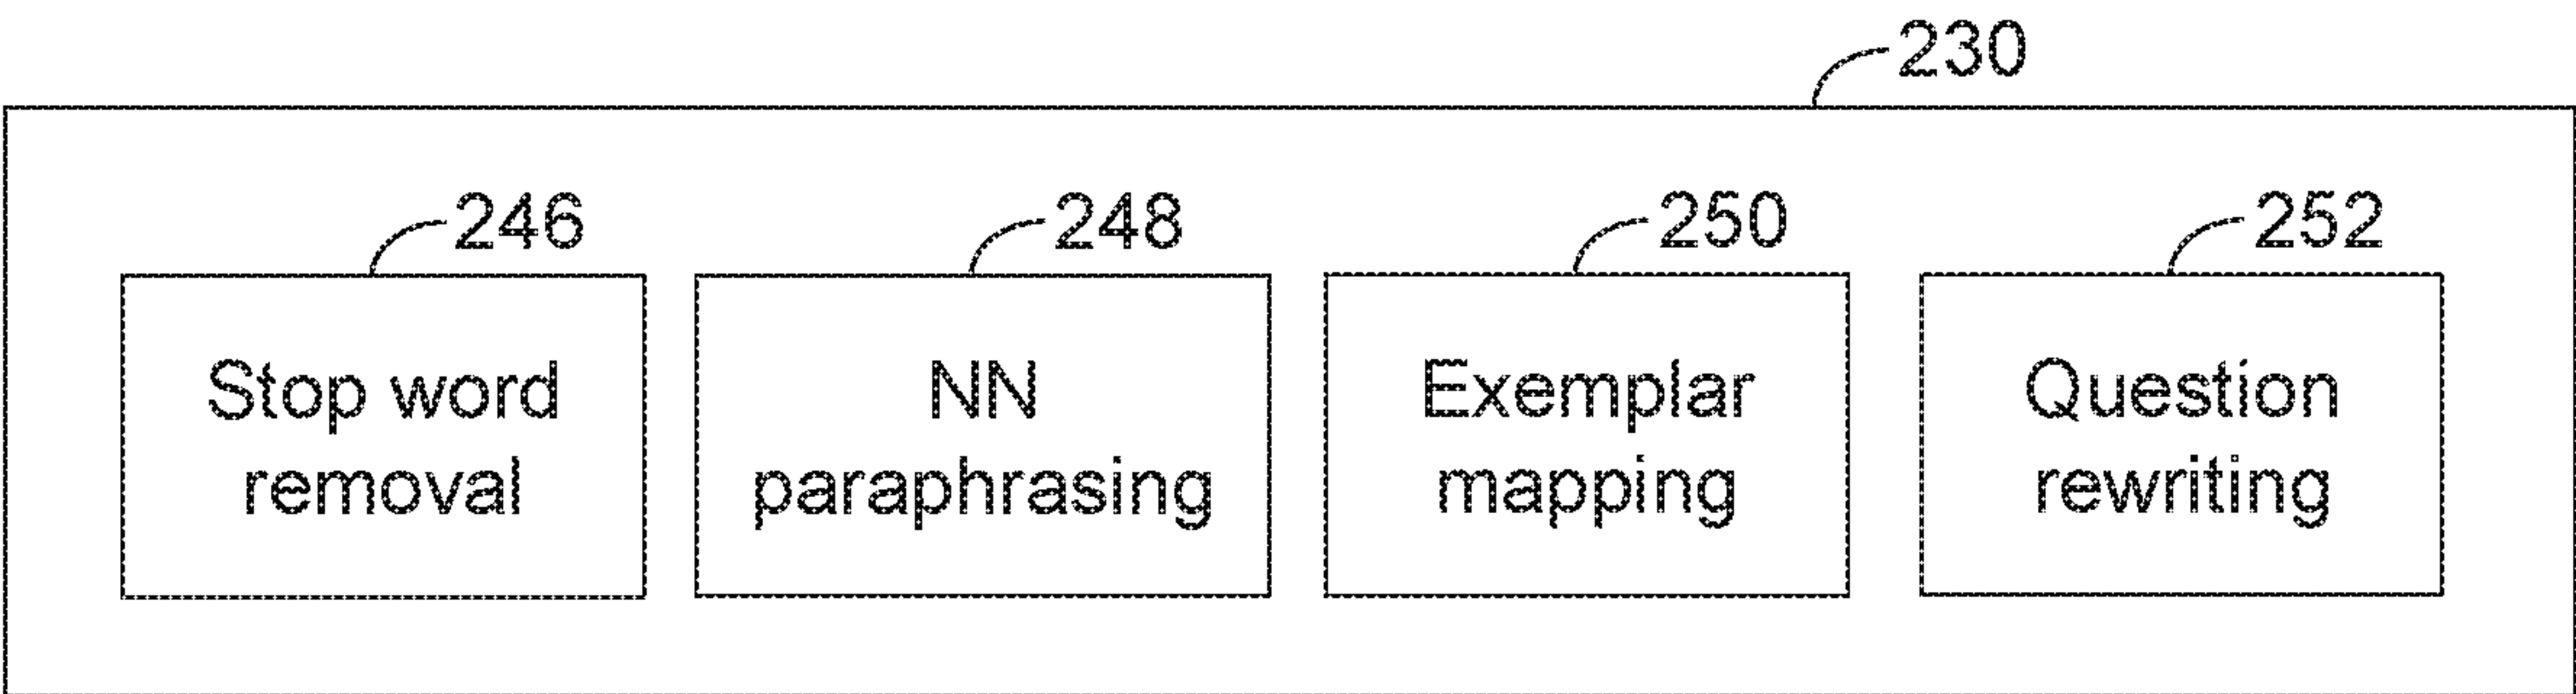 230
246
248
250
252
Stop word
removal
NN
paraphrasing
Exemplar
mapping
Question
rewriting